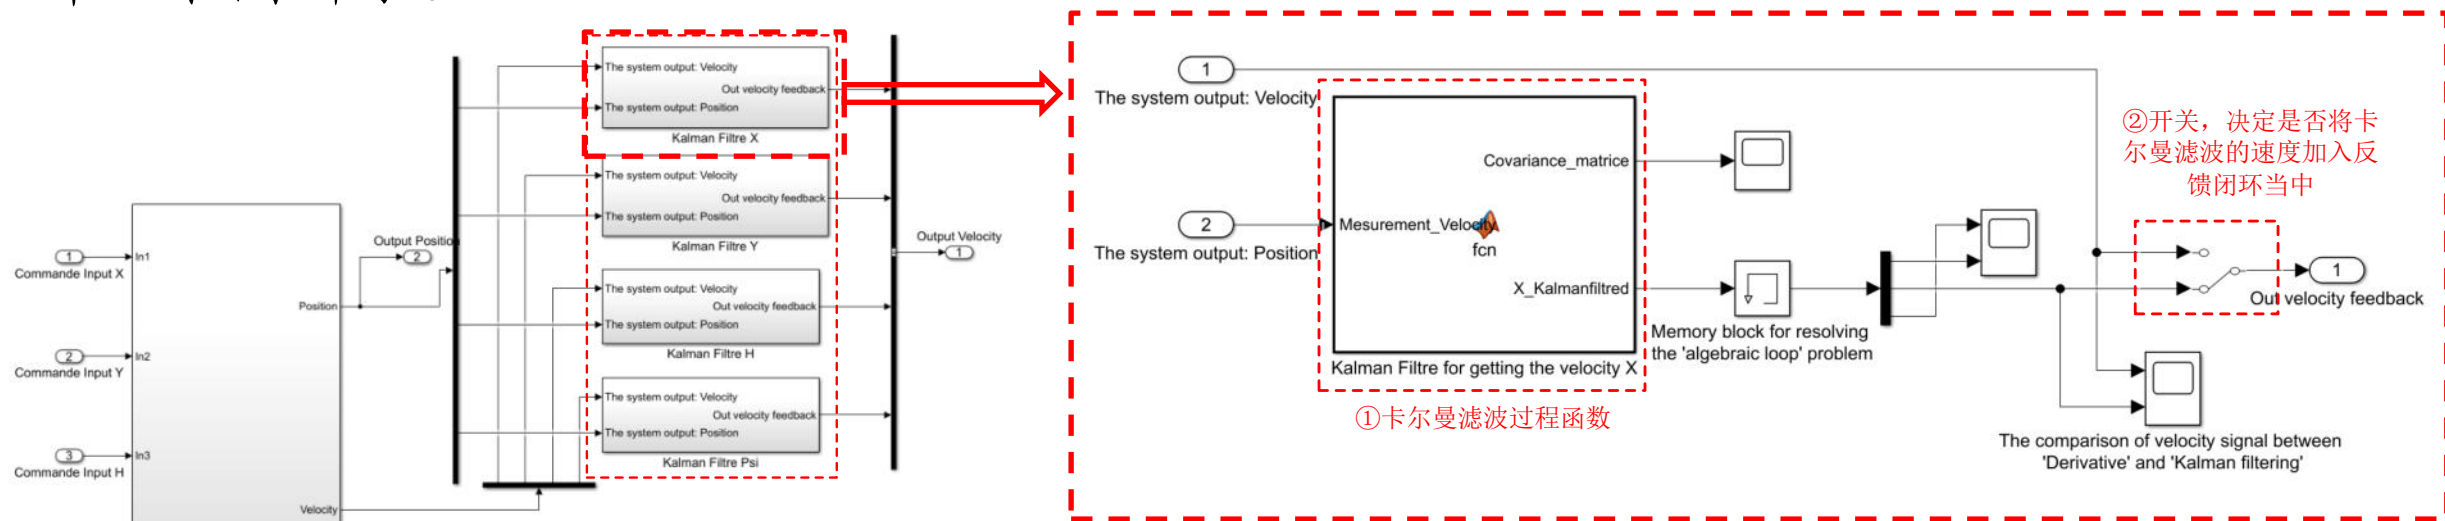 The system output: Velocity
Out velocity feedback
The system output: Position
Kalman Filtre X
The system output: Velocity
Out velocity feedback
The system output: Position
Kalman Filtre Y
The system output: Velocity
Out velocity feedback
The system output: Position
Kalman Filtre H
The system output: Velocity
Out velocity feedback
The system output: Position
Kalman Filtre Psi
1
Commande Input X
In1
2
Commande Input Y
In2
3
Commande Input H
In3
Position
Velocity
Output Position
2
Output Velocity
1
1
The system output: Velocity
2
The system output: Position
Mesurement_Velocity
fcn
Covariance_matrice
X_Kalmanfiltred
Kalman Filtre for getting the velocity X
①卡尔曼滤波过程函数
Memory block for resolving
the 'algebraic loop' problem
②开关，决定是否将卡
尔曼滤波的速度加入反
馈闭环当中
1
Out velocity feedback
The comparison of velocity signal between
'Derivative' and 'Kalman filtering'